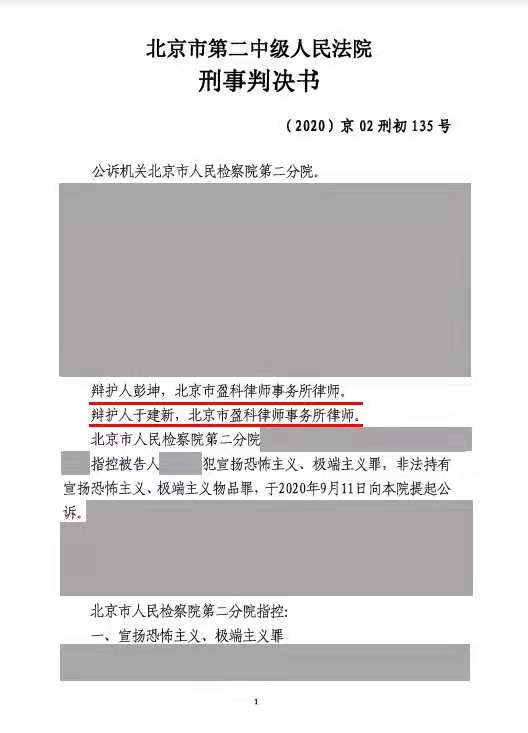 北京市第二中级人民法院
刑事判决书
（2020）京 02 刑初 135 号
公诉机关北京市人民检察院第二分院。
辩护人彭坤，北京市盈科律师事务所律师。
辩护人于建新，北京市盈科律师事务所律师。
北京市人民检察院第二分院
指控被告人 犯宣扬恐怖主义、极端主义罪，非法持有
宣扬恐怖主义、极端主义物品罪，于2020年9月11日向本院提起公
诉。
北京市人民检察院第二分院指控：
一、宣扬恐怖主义、极端主义罪
1